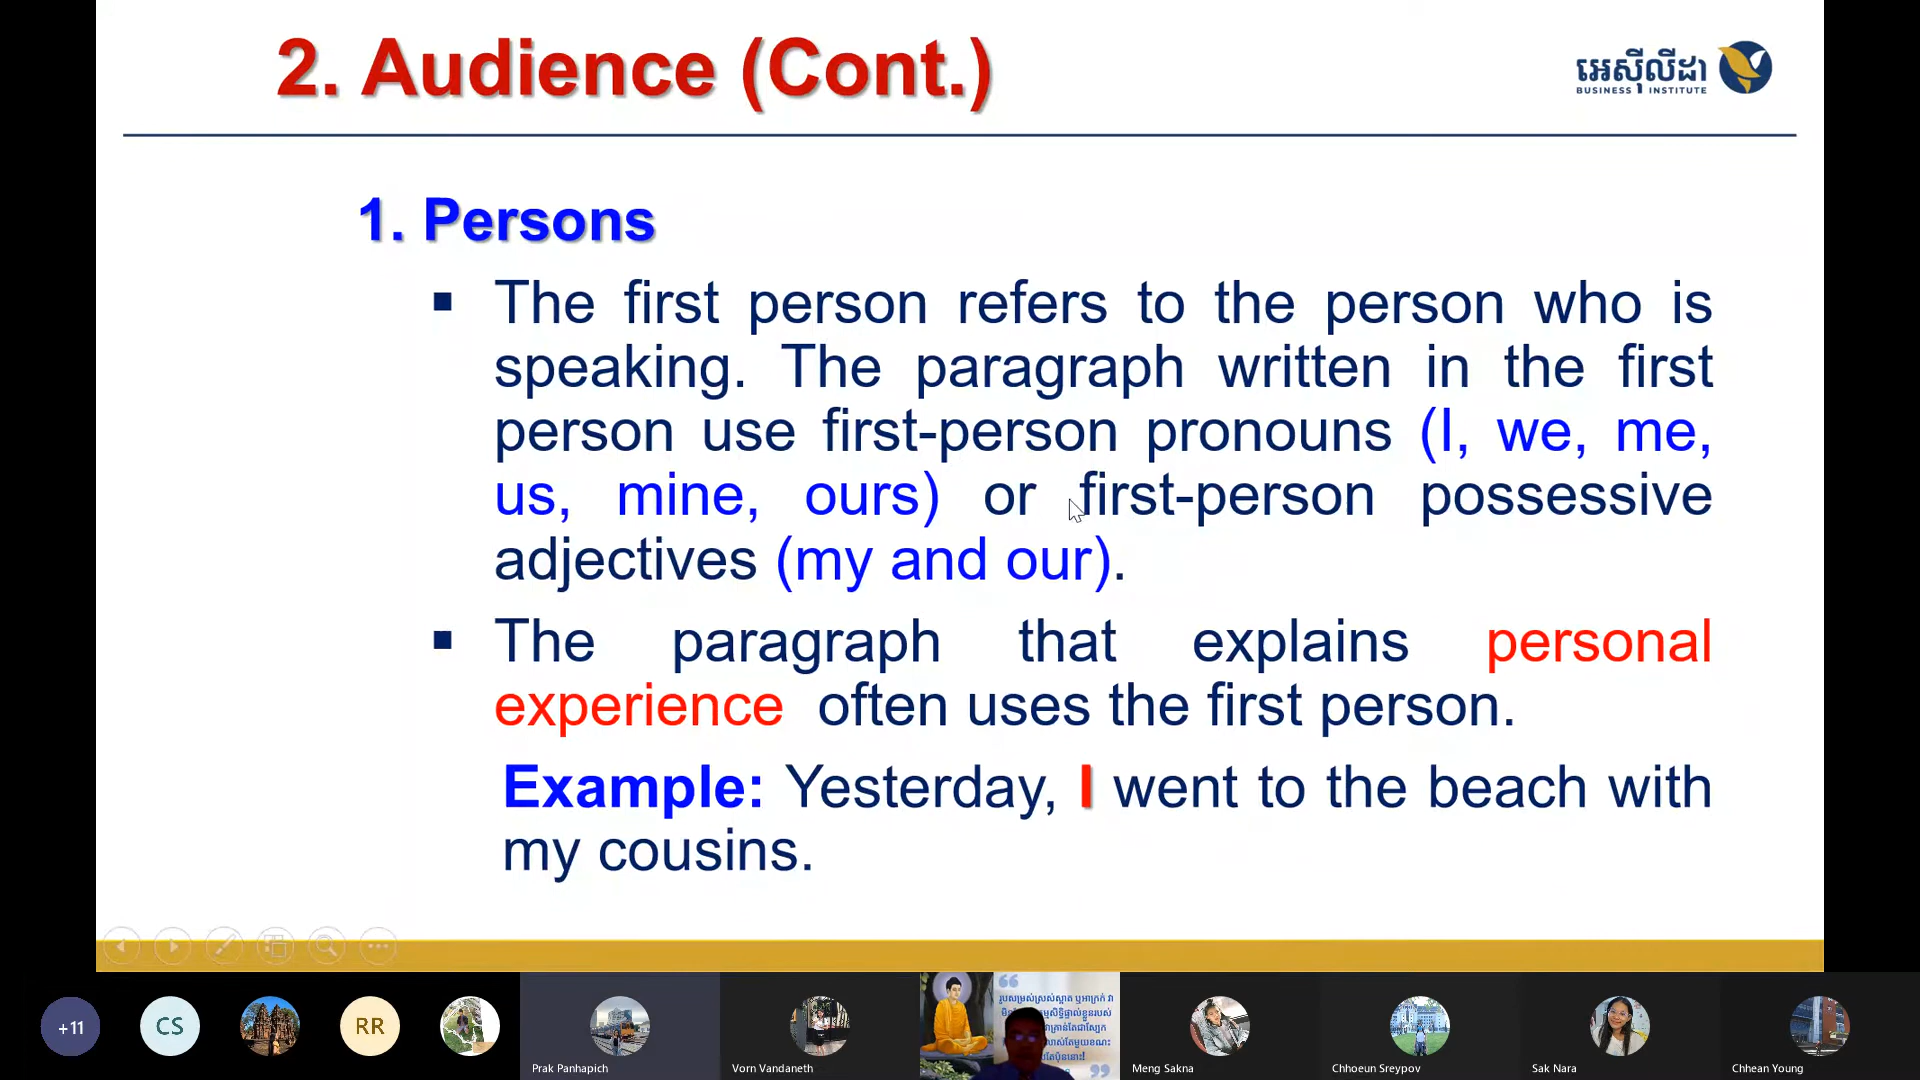 2. Audience (Cont.)
អេស៊ីលីដា
BUSINESS INSTITUTE
1. Persons
▪ The first person refers to the person who is
speaking. The paragraph written in the first
person use first-person pronouns (I, we, me,
us, mine, ours) or first-person possessive
adjectives (my and our).
▪ The paragraph that explains personal
experience often uses the first person.
Example: Yesterday, I went to the beach with
my cousins.
+11
CS
RR
Prak Panhapich
Vorn Vandaneth
Meng Sakna
Chhoeun Sreypov
Sak Nara
Chhean Young